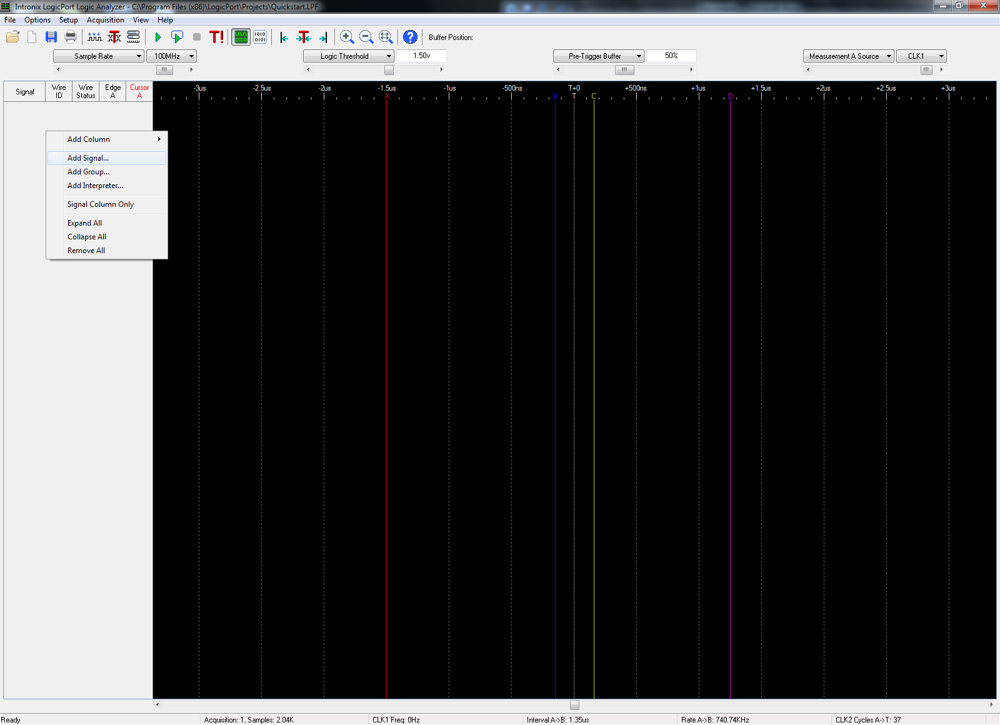 Intronix LogicPort Logic Analyzer - C:\Program Files (x86)\LogicPort\Projects\Quickstart.LPF
File Options Setup Acquisition View Help
T! 1010 0101 T ? Buffer Position:
Sample Rate 100MHz Logic Threshold 1.50v Pre-Trigger Buffer 50% Measurement A Source CLK1
Signal Wire ID Wire Status Edge A Cursor A
-3us -2.5us -2us -1.5us -1us -500ns T+0 +500ns +1us +1.5us +2us +2.5us +3us
A B T C D
Add Column
Add Signal...
Add Group...
Add Interpreter...
Signal Column Only
Expand All
Collapse All
Remove All
Ready Acquisition: 1, Samples: 2.04K CLK1 Freq: 0Hz Interval A->B: 1.35us Rate A->B: 740.74KHz CLK2 Cycles A->T: 37